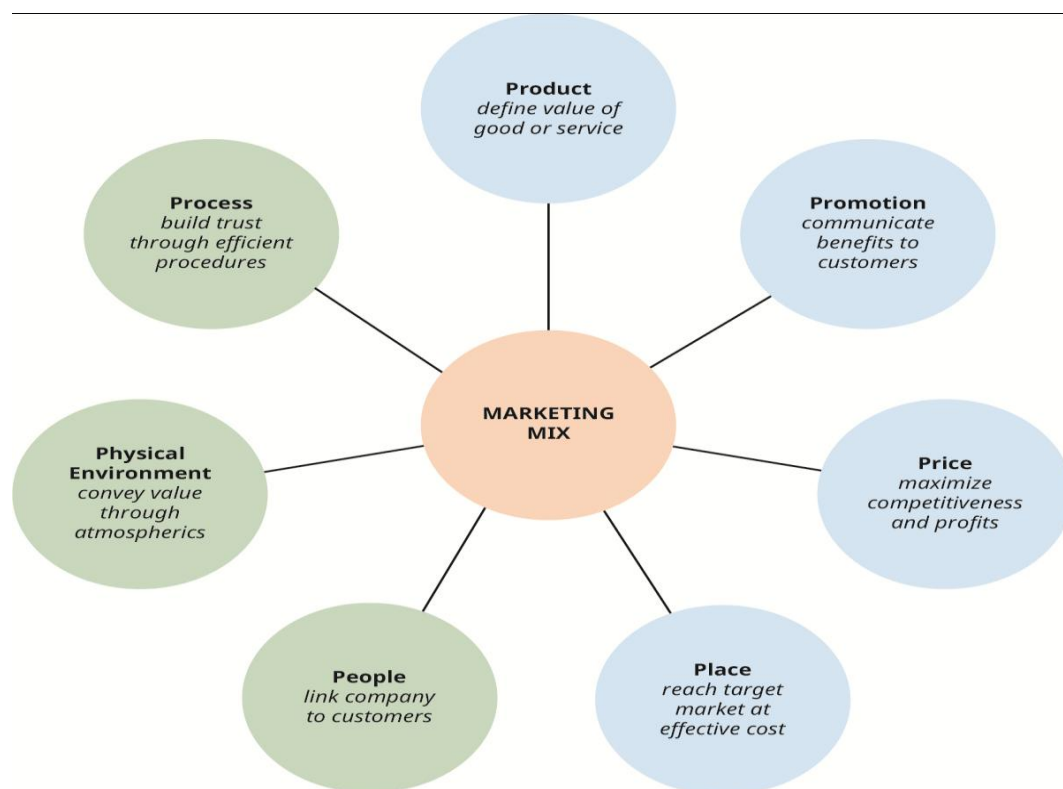 Product
define value of
good or service
Promotion
communicate
benefits to
customers
Price
maximize
competitiveness
and profits
Place
reach target
market at
effective cost
People
link company
to customers
Physical
Environment
convey value
through
atmospherics
Process
build trust
through efficient
procedures
MARKETING
MIX